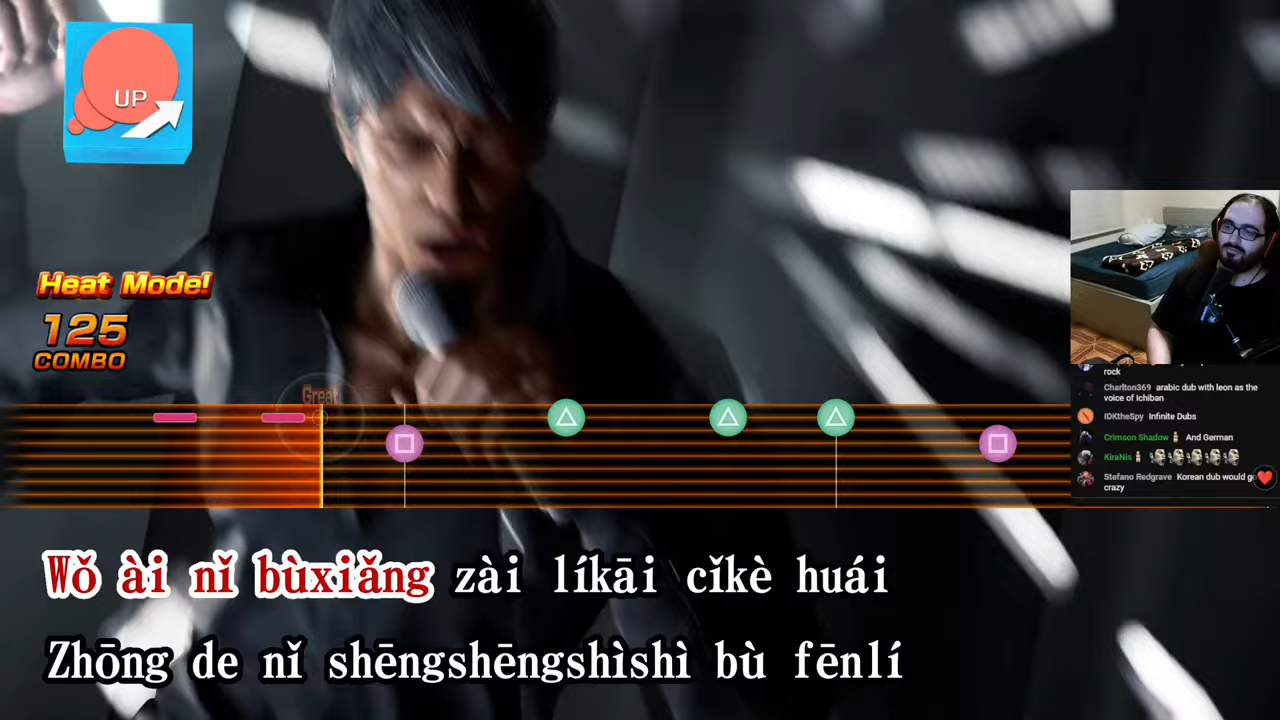 UP
Heat Mode!
125
COMBO
Great
rock
Charlton369 arabic dub with leon as the
voice of Ichiban
IDKtheSpy Infinite Dubs
Crimson Shadow And German
KiraNis
Stefano Redgrave Korean dub would go
crazy
Wǒ ài nǐ bùxiǎng zài líkāi cǐkè huái
Zhōng de nǐ shēngshēngshìshì bù fēnlí